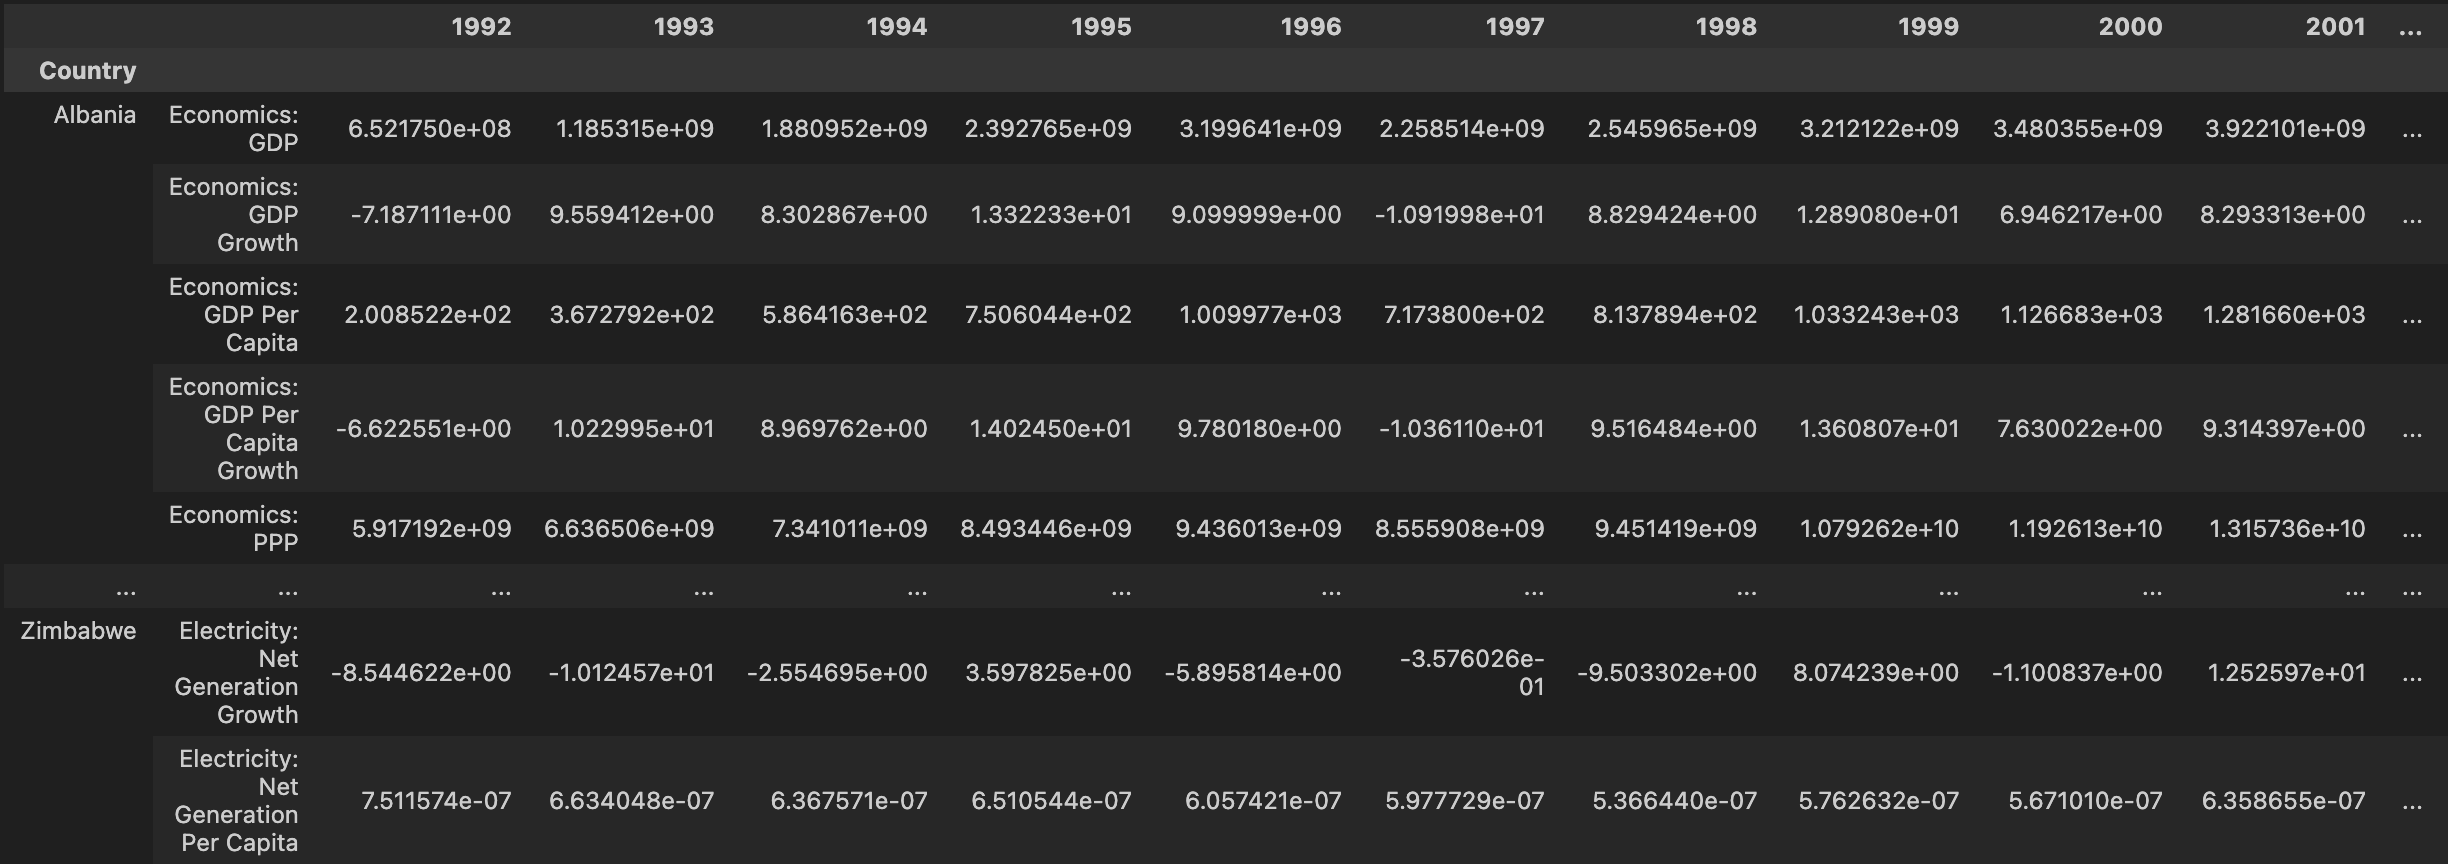 1992 1993 1994 1995 1996 1997 1998 1999 2000 2001 ...
Country
Albania Economics: GDP 6.521750e+08 1.185315e+09 1.880952e+09 2.392765e+09 3.199641e+09 2.258514e+09 2.545965e+09 3.212122e+09 3.480355e+09 3.922101e+09 ...
Economics: GDP Growth -7.187111e+00 9.559412e+00 8.302867e+00 1.332233e+01 9.099999e+00 -1.091998e+01 8.829424e+00 1.289080e+01 6.946217e+00 8.293313e+00 ...
Economics: GDP Per Capita 2.008522e+02 3.672792e+02 5.864163e+02 7.506044e+02 1.009977e+03 7.173800e+02 8.137894e+02 1.033243e+03 1.126683e+03 1.281660e+03 ...
Economics: GDP Per Capita Growth -6.622551e+00 1.022995e+01 8.969762e+00 1.402450e+01 9.780180e+00 -1.036110e+01 9.516484e+00 1.360807e+01 7.630022e+00 9.314397e+00 ...
Economics: PPP 5.917192e+09 6.636506e+09 7.341011e+09 8.493446e+09 9.436013e+09 8.555908e+09 9.451419e+09 1.079262e+10 1.192613e+10 1.315736e+10 ...
... ... ... ... ... ... ... ... ... ... ... ... ...
Zimbabwe Electricity: Net Generation Growth -8.544622e+00 -1.012457e+01 -2.554695e+00 3.597825e+00 -5.895814e+00 -3.576026e-01 -9.503302e+00 8.074239e+00 -1.100837e+00 1.252597e+01 ...
Electricity: Net Generation Per Capita 7.511574e-07 6.634048e-07 6.367571e-07 6.510544e-07 6.057421e-07 5.977729e-07 5.366440e-07 5.762632e-07 5.671010e-07 6.358655e-07 ...